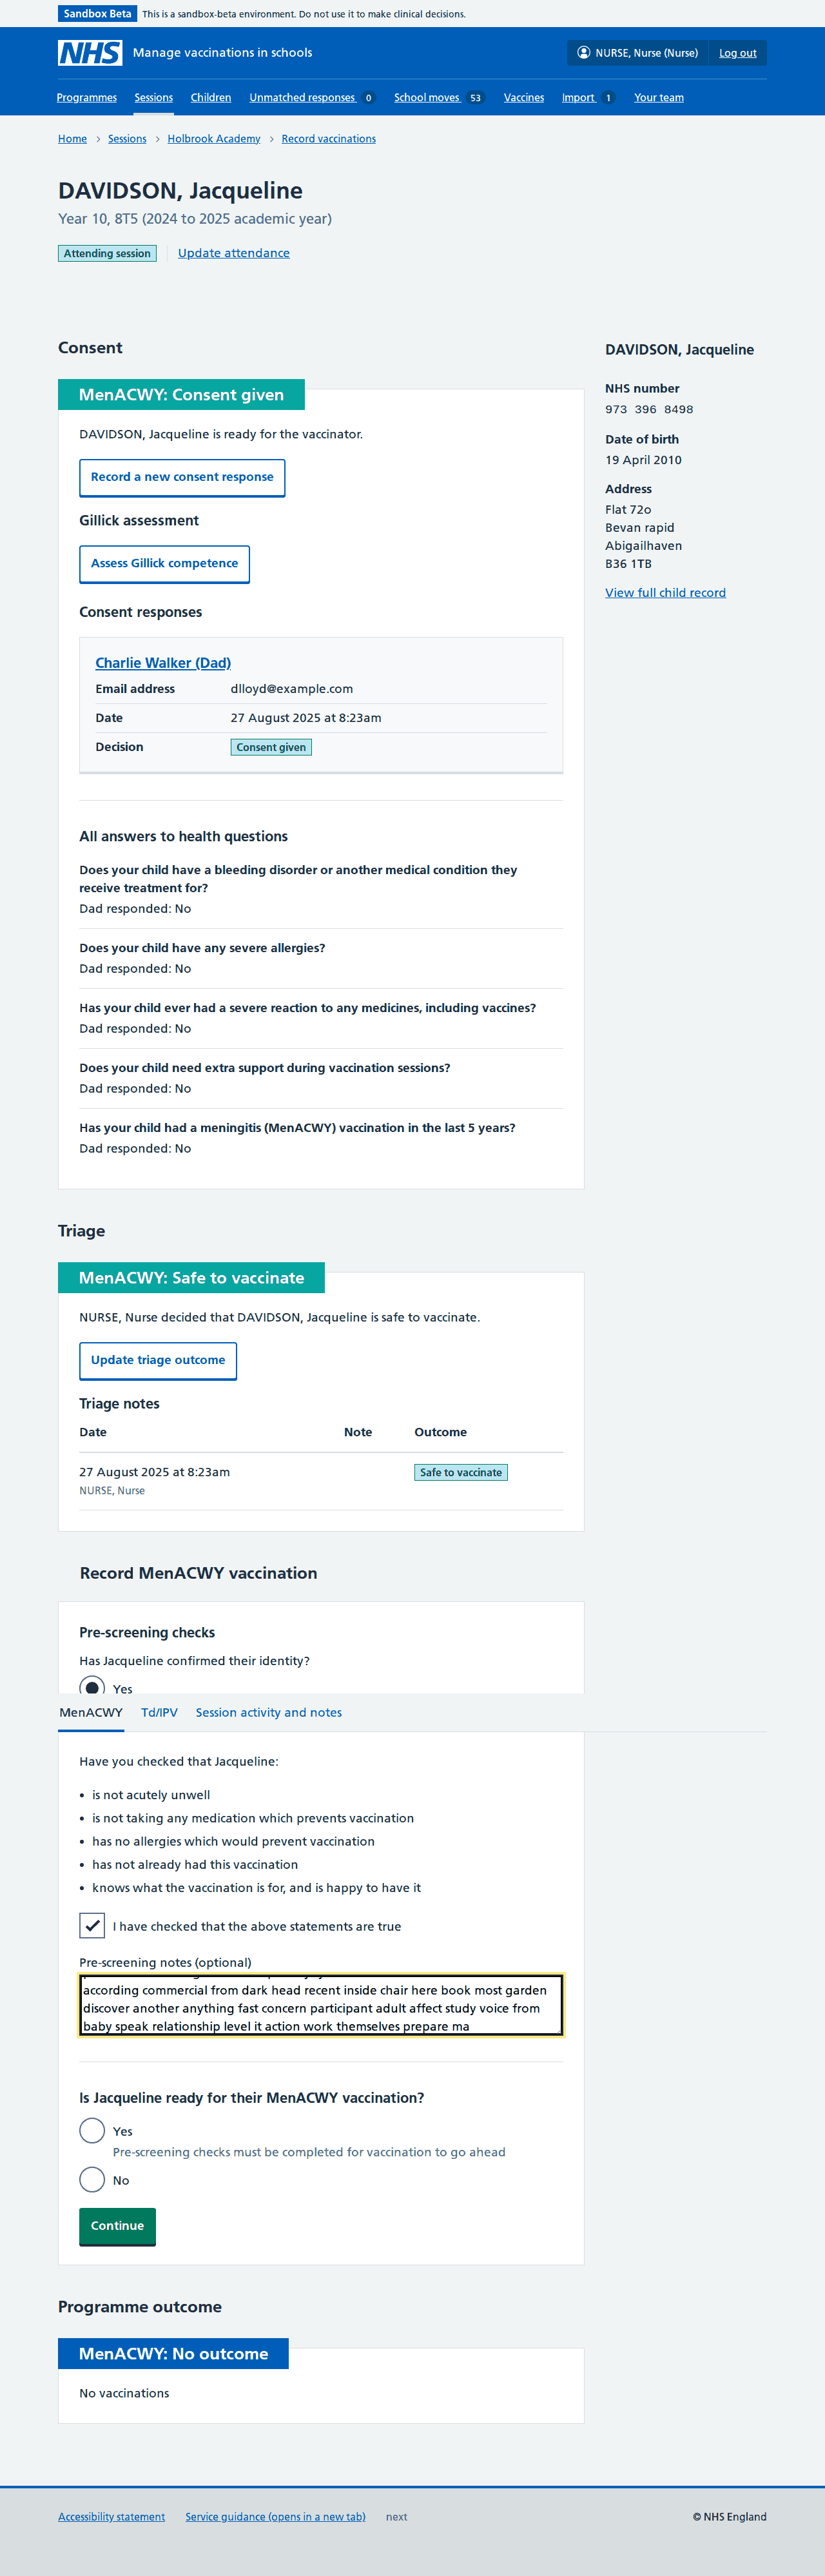 Sandbox Beta This is a sandbox-beta environment. Do not use it to make clinical decisions.
NHS Manage vaccinations in schools NURSE, Nurse (Nurse) Log out
Programmes Sessions Children Unmatched responses 0 School moves 53 Vaccines Import 1 Your team
Home Sessions Holbrook Academy Record vaccinations
DAVIDSON, Jacqueline
Year 10, 8T5 (2024 to 2025 academic year)
Attending session Update attendance
Consent
MenACWY: Consent given
DAVIDSON, Jacqueline is ready for the vaccinator.
Record a new consent response
Gillick assessment
Assess Gillick competence
Consent responses
Charlie Walker (Dad)
Email address dlloyd@example.com
Date 27 August 2025 at 8:23am
Decision Consent given
All answers to health questions
Does your child have a bleeding disorder or another medical condition they
receive treatment for?
Dad responded: No
Does your child have any severe allergies?
Dad responded: No
Has your child ever had a severe reaction to any medicines, including vaccines?
Dad responded: No
Does your child need extra support during vaccination sessions?
Dad responded: No
Has your child had a meningitis (MenACWY) vaccination in the last 5 years?
Dad responded: No
DAVIDSON, Jacqueline
NHS number
973 396 8498
Date of birth
19 April 2010
Address
Flat 72o
Bevan rapid
Abigailhaven
B36 1TB
View full child record
Triage
MenACWY: Safe to vaccinate
NURSE, Nurse decided that DAVIDSON, Jacqueline is safe to vaccinate.
Update triage outcome
Triage notes
Date Note Outcome
27 August 2025 at 8:23am Safe to vaccinate
NURSE, Nurse
Record MenACWY vaccination
Pre-screening checks
Has Jacqueline confirmed their identity?
Yes
MenACWY Td/IPV Session activity and notes
Have you checked that Jacqueline:
• is not acutely unwell
• is not taking any medication which prevents vaccination
• has no allergies which would prevent vaccination
• has not already had this vaccination
• knows what the vaccination is for, and is happy to have it
I have checked that the above statements are true
Pre-screening notes (optional)
according commercial from dark head recent inside chair here book most garden
discover another anything fast concern participant adult affect study voice from
baby speak relationship level it action work themselves prepare ma
Is Jacqueline ready for their MenACWY vaccination?
Yes
Pre-screening checks must be completed for vaccination to go ahead
No
Continue
Programme outcome
MenACWY: No outcome
No vaccinations
Accessibility statement Service guidance (opens in a new tab) next © NHS England